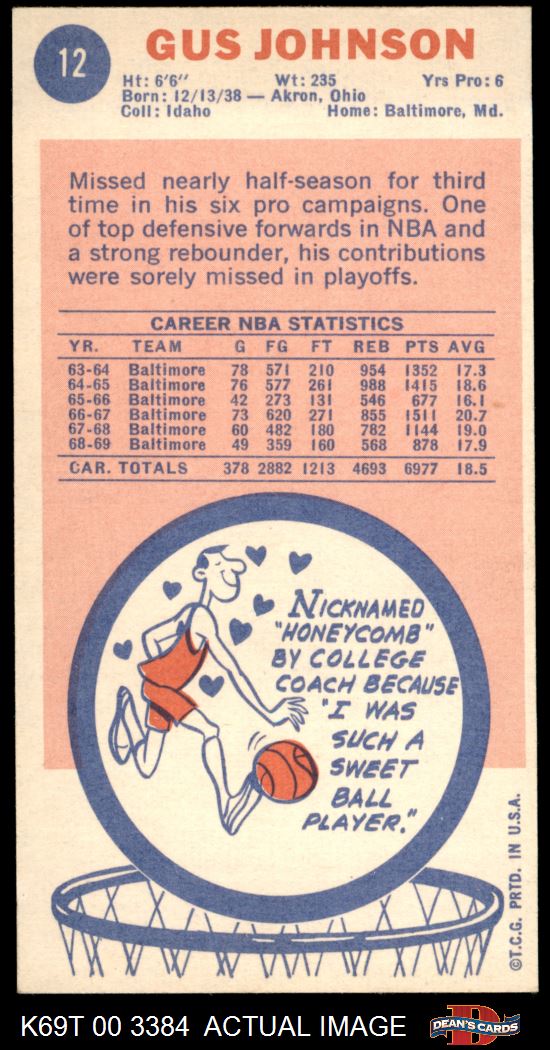 12
GUS JOHNSON
Ht: 6'6" Wt: 235 Yrs Pro: 6
Born: 12/13/38 — Akron, Ohio
Coll: Idaho Home: Baltimore, Md.
Missed nearly half-season for third
time in his six pro campaigns. One
of top defensive forwards in NBA and
a strong rebounder, his contributions
were sorely missed in playoffs.
CAREER NBA STATISTICS
YR. TEAM G FG FT REB PTS AVG
63-64 Baltimore 78 571 210 954 1352 17.3
64-65 Baltimore 76 577 261 988 1415 18.6
65-66 Baltimore 42 273 131 546 677 16.1
66-67 Baltimore 73 620 271 855 1511 20.7
67-68 Baltimore 60 482 180 782 1144 19.0
68-69 Baltimore 49 359 160 568 878 17.9
CAR. TOTALS 378 2882 1213 4693 6977 18.5
NICKNAMED
"HONEYCOMB"
BY COLLEGE
COACH BECAUSE
"I WAS
SUCH A
SWEET
BALL
PLAYER."
©T.C.G. PRTD. IN U.S.A.
K69T 00 3384 ACTUAL IMAGE
D
DEAN'S CARDS